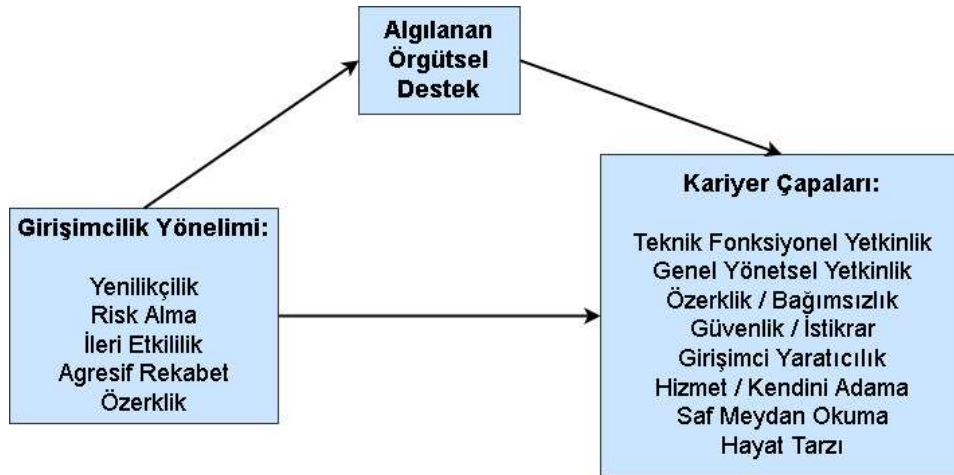 Algılanan
Örgütsel
Destek
Girişimcilik Yönelimi:
Yenilikçilik
Risk Alma
İleri Etkililik
Agresif Rekabet
Özerklik
Kariyer Çapaları:
Teknik Fonksiyonel Yetkinlik
Genel Yönetsel Yetkinlik
Özerklik / Bağımsızlık
Güvenlik / İstikrar
Girişimci Yaratıcılık
Hizmet / Kendini Adama
Saf Meydan Okuma
Hayat Tarzı